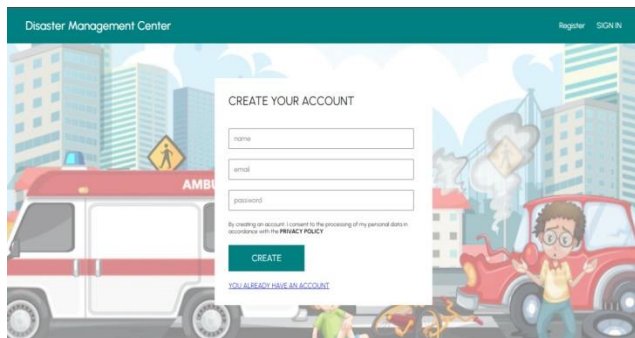 Disaster Management Center
Register SIGN IN
CREATE YOUR ACCOUNT
name
AMBU
email
password
By creating an account. I consent to the processing of my personal data in
accordance with the PRIVACY POLICY
CREATE
YOU ALREADY HAVE AN ACCOUNT